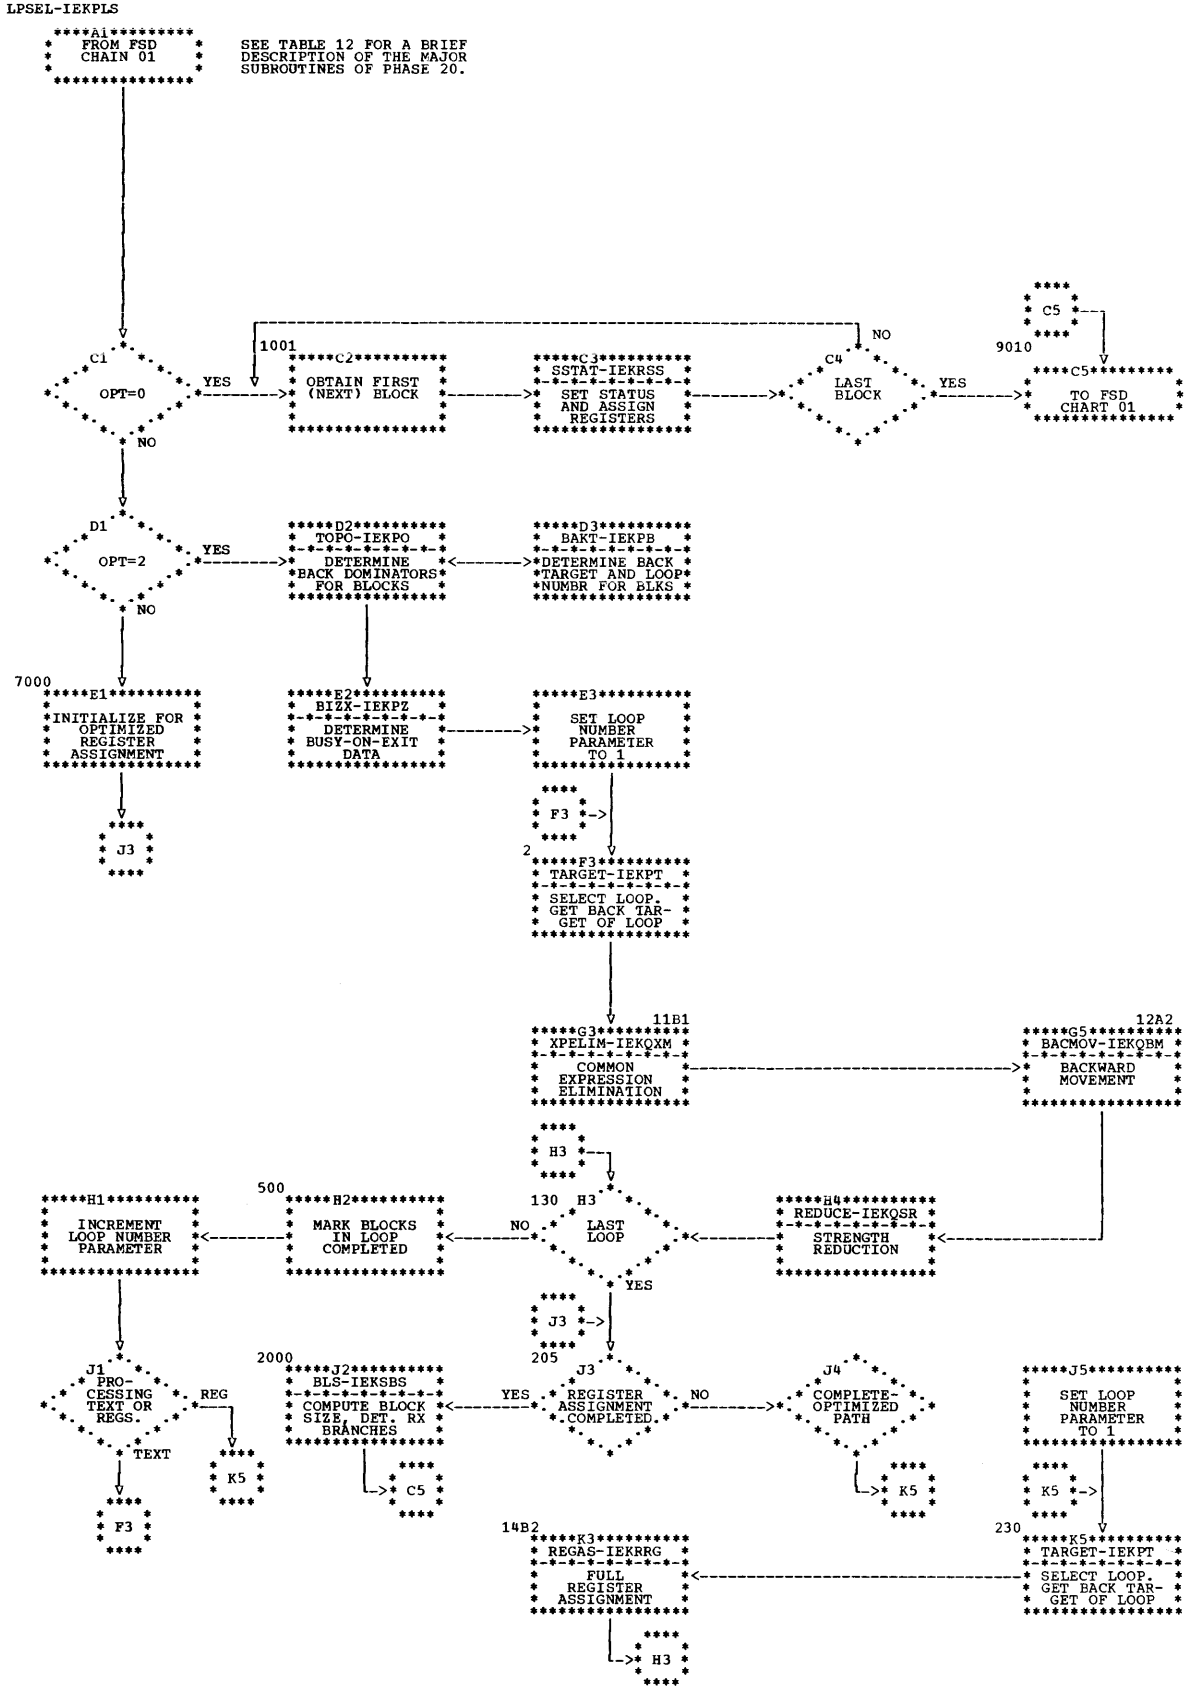 LPSEL-IEKPLS
A1
FROM FSD
CHAIN 01
SEE TABLE 12 FOR A BRIEF
DESCRIPTION OF THE MAJOR
SUBROUTINES OF PHASE 20.
C5
C1
OPT=0
YES
NO
1001
C2
OBTAIN FIRST
(NEXT) BLOCK
C3
SSTAT-IEKRSS
SET STATUS
AND ASSIGN
REGISTERS
NO
C4
LAST
BLOCK
YES
9010
C5
TO FSD
CHART 01
D1
OPT=2
YES
NO
D2
TOPO-IEKPO
DETERMINE
BACK DOMINATORS
FOR BLOCKS
D3
BAKT-IEKPB
DETERMINE BACK
TARGET AND LOOP
NUMBR FOR BLKS
7000
E1
INITIALIZE FOR
OPTIMIZED
REGISTER
ASSIGNMENT
E2
BIZX-IEKPZ
DETERMINE
BUSY-ON-EXIT
DATA
E3
SET LOOP
NUMBER
PARAMETER
TO 1
J3
F3
2
F3
TARGET-IEKPT
SELECT LOOP.
GET BACK TAR-
GET OF LOOP
11B1
G3
XPELIM-IEKQXM
COMMON
EXPRESSION
ELIMINATION
12A2
G5
BACMOV-IEKQBM
BACKWARD
MOVEMENT
H3
H1
INCREMENT
LOOP NUMBER
PARAMETER
500
H2
MARK BLOCKS
IN LOOP
COMPLETED
130
H3
LAST
LOOP
NO
YES
H4
REDUCE-IEKQSR
STRENGTH
REDUCTION
J3
J1
PRO-
CESSING
TEXT OR
REGS.
REG
TEXT
2000
J2
BLS-IEKSBS
COMPUTE BLOCK
SIZE, DET. RX
BRANCHES
205
J3
REGISTER
ASSIGNMENT
COMPLETED
YES
NO
J4
COMPLETE-
OPTIMIZED
PATH
J5
SET LOOP
NUMBER
PARAMETER
TO 1
K5
C5
K5
K5
F3
14B2
K3
REGAS-IEKRRG
FULL
REGISTER
ASSIGNMENT
230
K5
TARGET-IEKPT
SELECT LOOP.
GET BACK TAR-
GET OF LOOP
H3